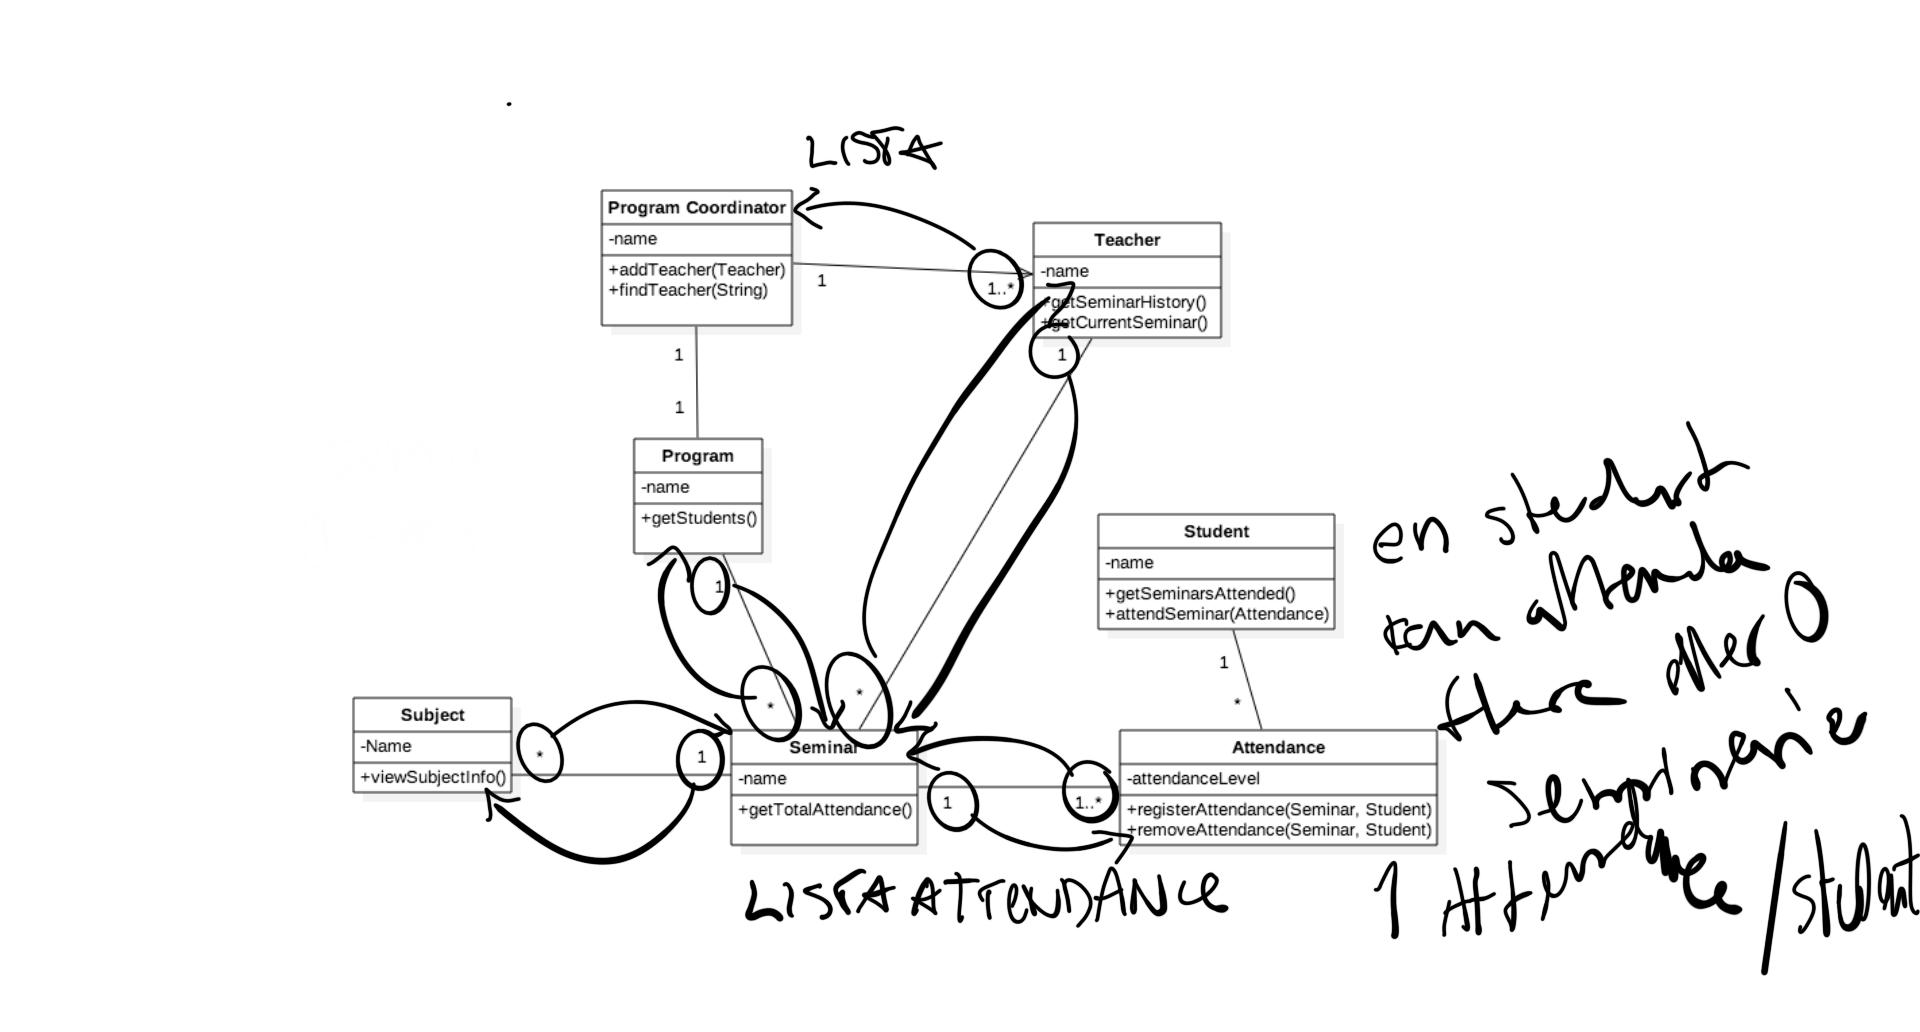 LISTA
Program Coordinator
-name
+addTeacher(Teacher)
+findTeacher(String)
1
1..*
Teacher
-name
+getSeminarHistory()
+getCurrentSeminar()
1
1
1
Program
-name
+getStudents()
1
*
*
Student
-name
+getSeminarsAttended()
+attendSeminar(Attendance)
1
*
en student
kan attenda
flera eller 0
seminarier
1 Attendance/student
Subject
-Name
+viewSubjectInfo()
*
1
Seminar
-name
+getTotalAttendance()
1
1..*
Attendance
-attendanceLevel
+registerAttendance(Seminar, Student)
+removeAttendance(Seminar, Student)
LISTA ATTENDANCE